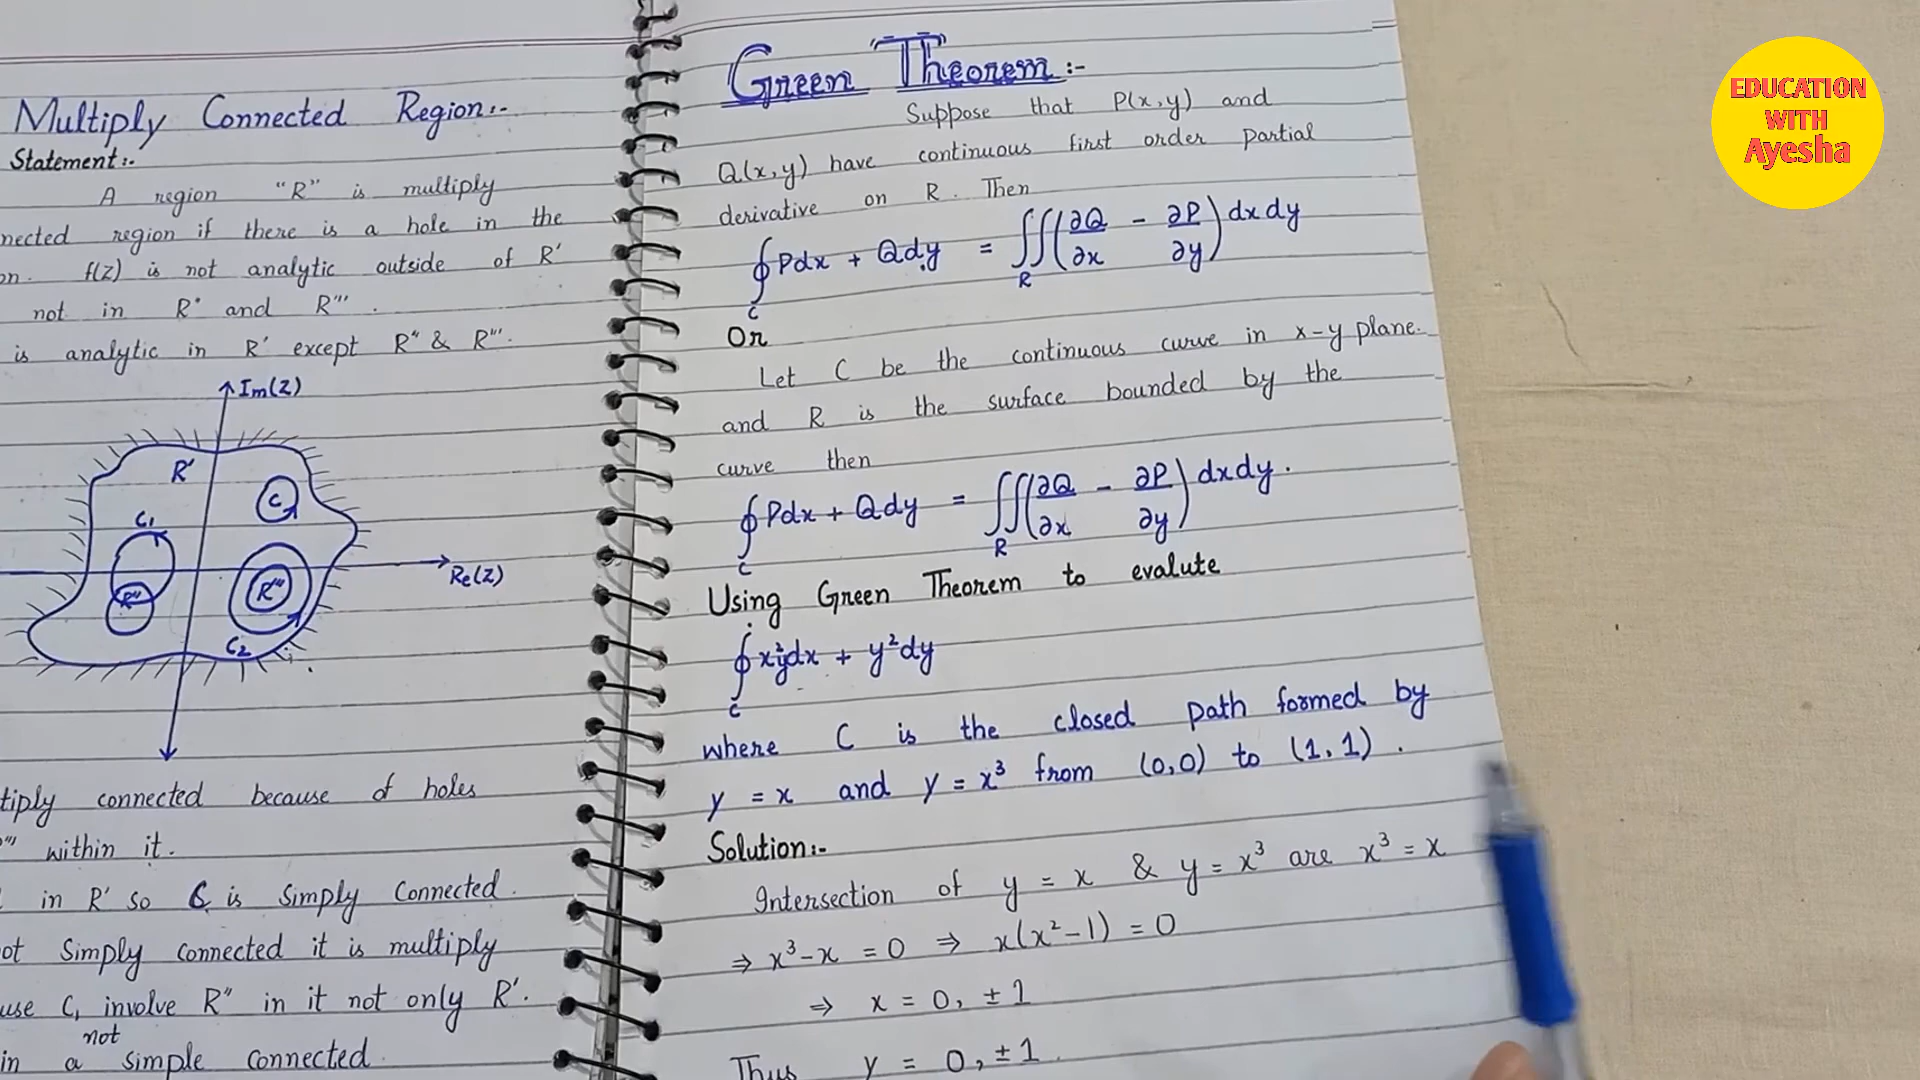 Multiply Connected Region:-
Statement:-
A region "R" is multiply
nected region if there is a hole in the
on. f(z) is not analytic outside of R'
not in R" and R''' .
is analytic in R' except R" & R'''.
Im(z)
R'
C
C₁
R"
R'''
Re(z)
C₂
tiply connected because of holes
''' within it.
in R' so C is Simply Connected.
ot Simply connected it is multiply
use C₁ involve R" in it not only R'.
not
in a simple connected.
Green Theorem:-
Suppose that P(x,y) and
Q(x,y) have continuous first order partial
derivative on R. Then
∮_C Pdx + Qdy = ∬_R (∂Q/∂x - ∂P/∂y) dxdy
Or
Let C be the continuous curve in x-y plane.
and R is the surface bounded by the
curve then
∮_C Pdx + Qdy = ∬_R (∂Q/∂x - ∂P/∂y) dxdy.
Using Green Theorem to evalute
∮_C x²ydx + y²dy
where C is the closed path formed by
y = x and y = x³ from (0,0) to (1,1).
Solution:-
Intersection of y = x & y = x³ are x³ = x
⇒ x³-x = 0 ⇒ x(x²-1) = 0
⇒ x = 0, ±1
Thus y = 0, ±1.
EDUCATION
WITH
Ayesha